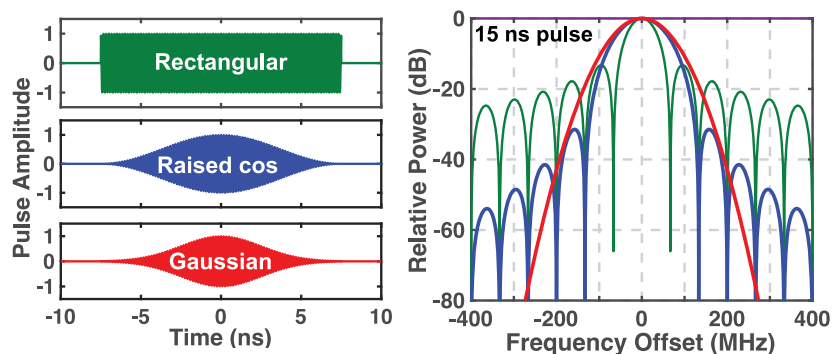 Pulse Amplitude
1
0
-1
Rectangular
1
0
-1
Raised cos
1
0
-1
Gaussian
-10 -5 0 5 10
Time (ns)
Relative Power (dB)
0
-20
-40
-60
-80
15 ns pulse
-400 -200 0 200 400
Frequency Offset (MHz)